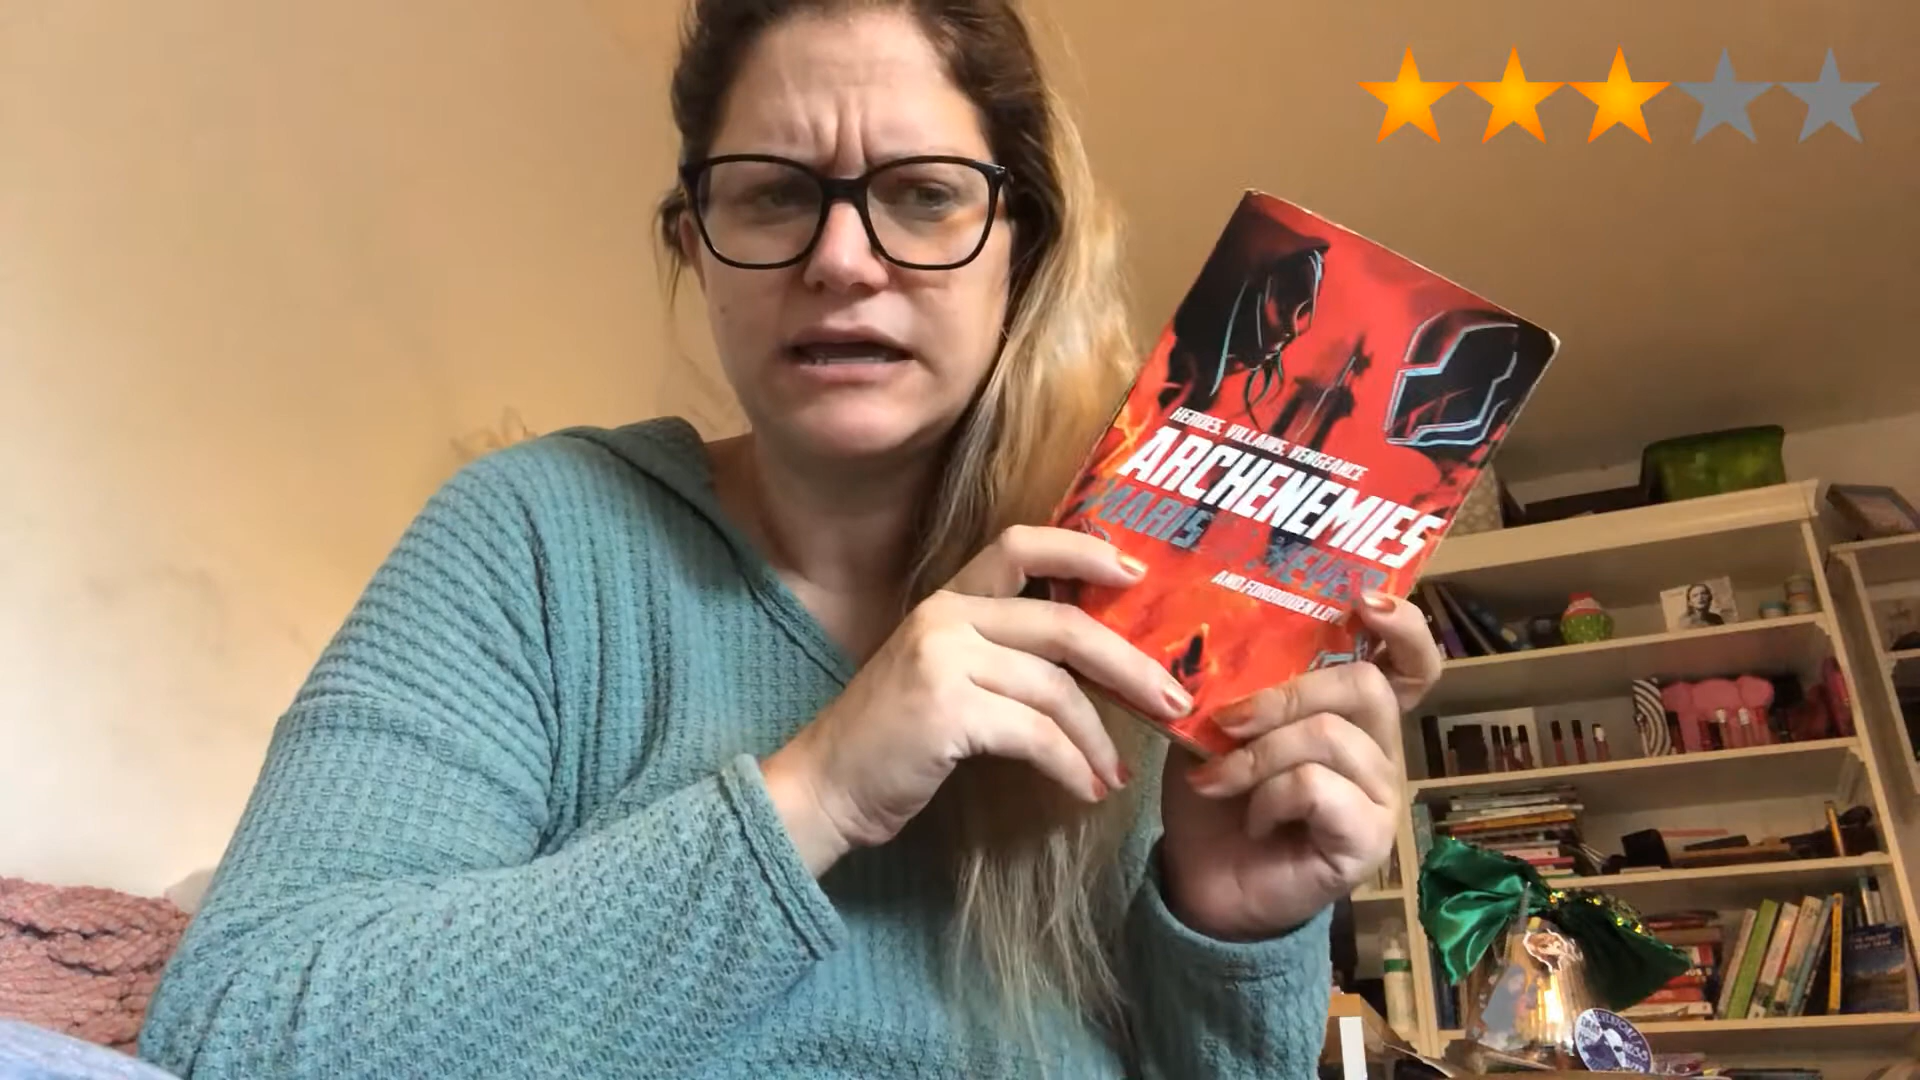 HEROES. VILLAINS. VENGEANCE
ARCHENEMIES
MARISSA MEYER
AND FORBIDDEN LOVE